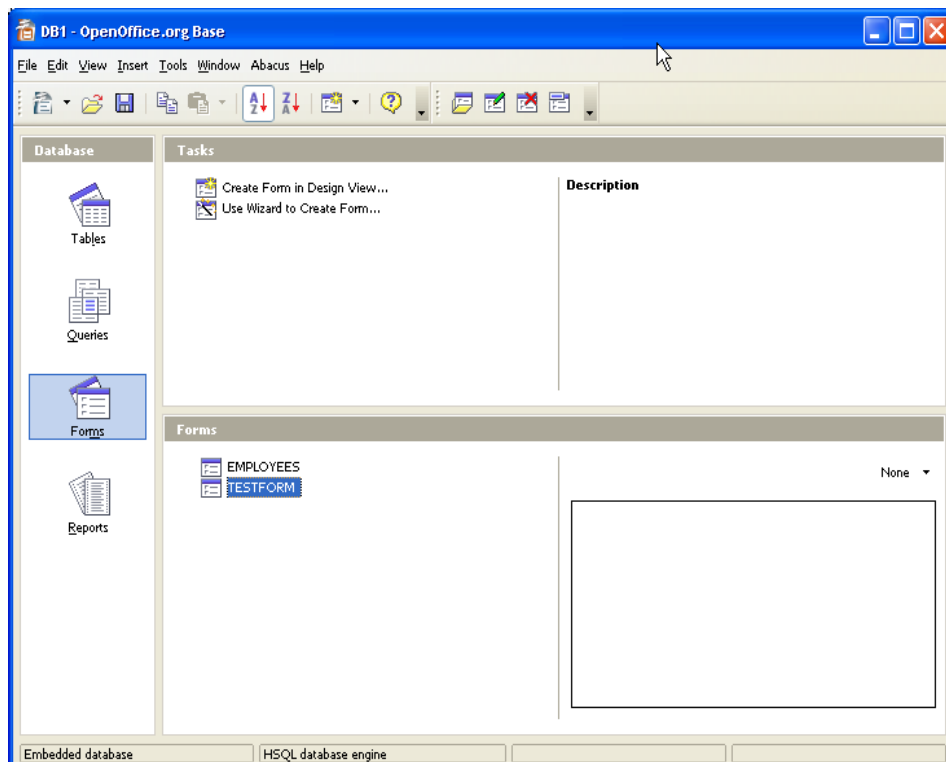 DB1 - OpenOffice.org Base
File Edit View Insert Tools Window Abacus Help
Database
Tables
Queries
Forms
Reports
Tasks
Create Form in Design View...
Use Wizard to Create Form...
Description
Forms
EMPLOYEES
TESTFORM
None
Embedded database
HSQL database engine